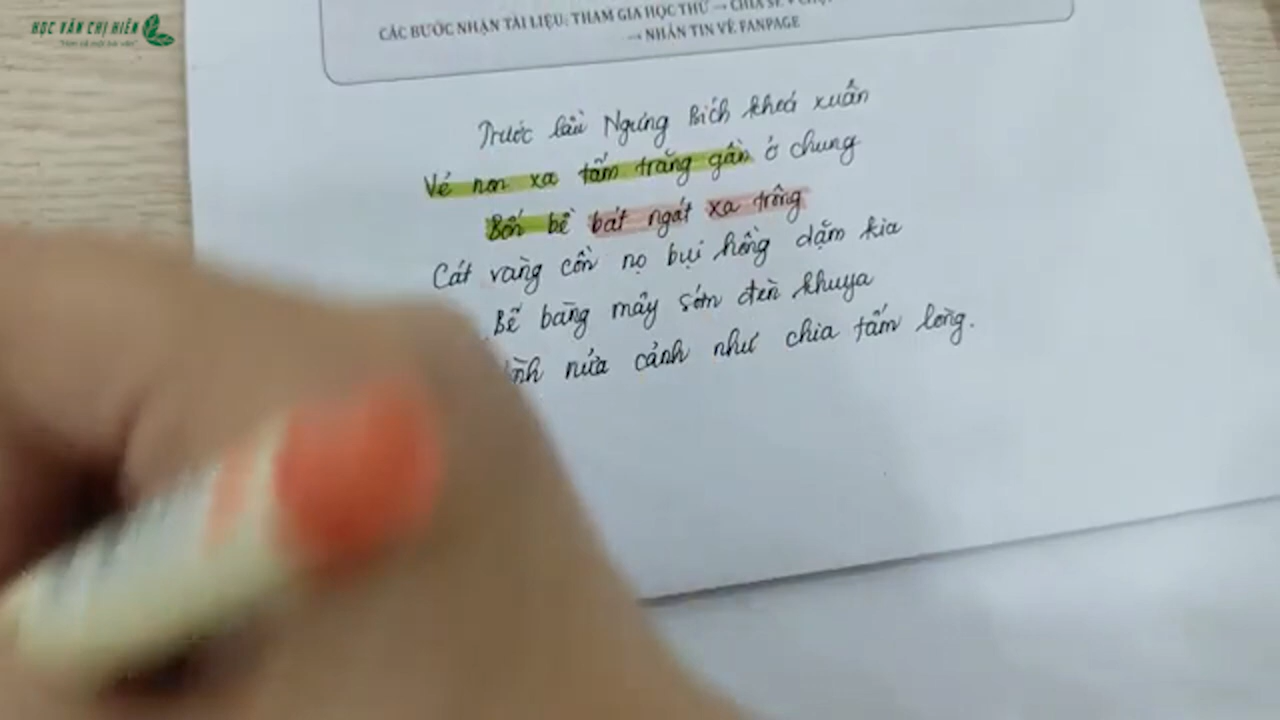 HỌC VĂN CHỊ HIÊN
CÁC BƯỚC NHẬN TÀI LIỆU: THAM GIA HỌC THỬ → CHIA SẺ +
→ NHẮN TIN VỀ FANPAGE
Trước lầu Ngưng Bích khoá xuân
Vẻ non xa tấm trăng gần ở chung
Bốn bề bát ngát xa trông
Cát vàng cồn nọ bụi hồng dặm kia
Bẽ bàng mây sớm đèn khuya
nửa cảnh như chia tấm lòng.